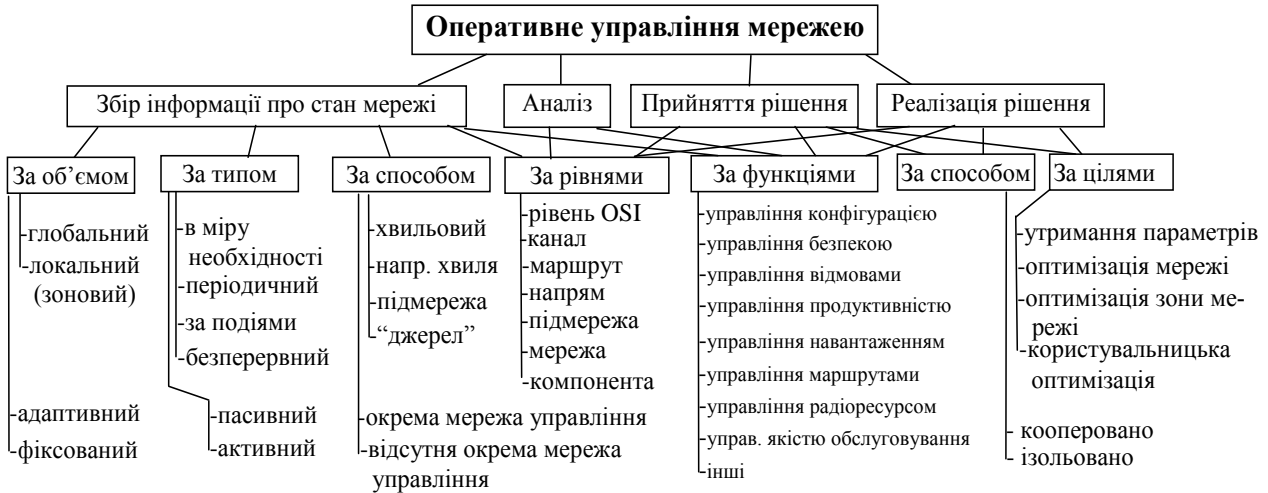 Оперативне управління мережею
Збір інформації про стан мережі
Аналіз
Прийняття рішення
Реалізація рішення
За об’ємом
-глобальний
-локальний
(зоновий)
-адаптивний
-фіксований
За типом
-в міру
необхідності
-періодичний
-за подіями
-безперервний
-пасивний
-активний
За способом
-хвильовий
-напр. хвиля
-підмережа
-“джерел”
-окрема мережа управління
-відсутня окрема мережа
управління
За рівнями
-рівень OSI
-канал
-маршрут
-напрям
-підмережа
-мережа
-компонента
За функціями
-управління конфігурацією
-управління безпекою
-управління відмовами
-управління продуктивністю
-управління навантаженням
-управління маршрутами
-управління радіоресурсом
-управ. якістю обслуговування
-інші
За способом
- кооперовано
- ізольовано
За цілями
-утримання параметрів
-оптимізація мережі
-оптимізація зони ме-
режі
-користувальницька
оптимізація